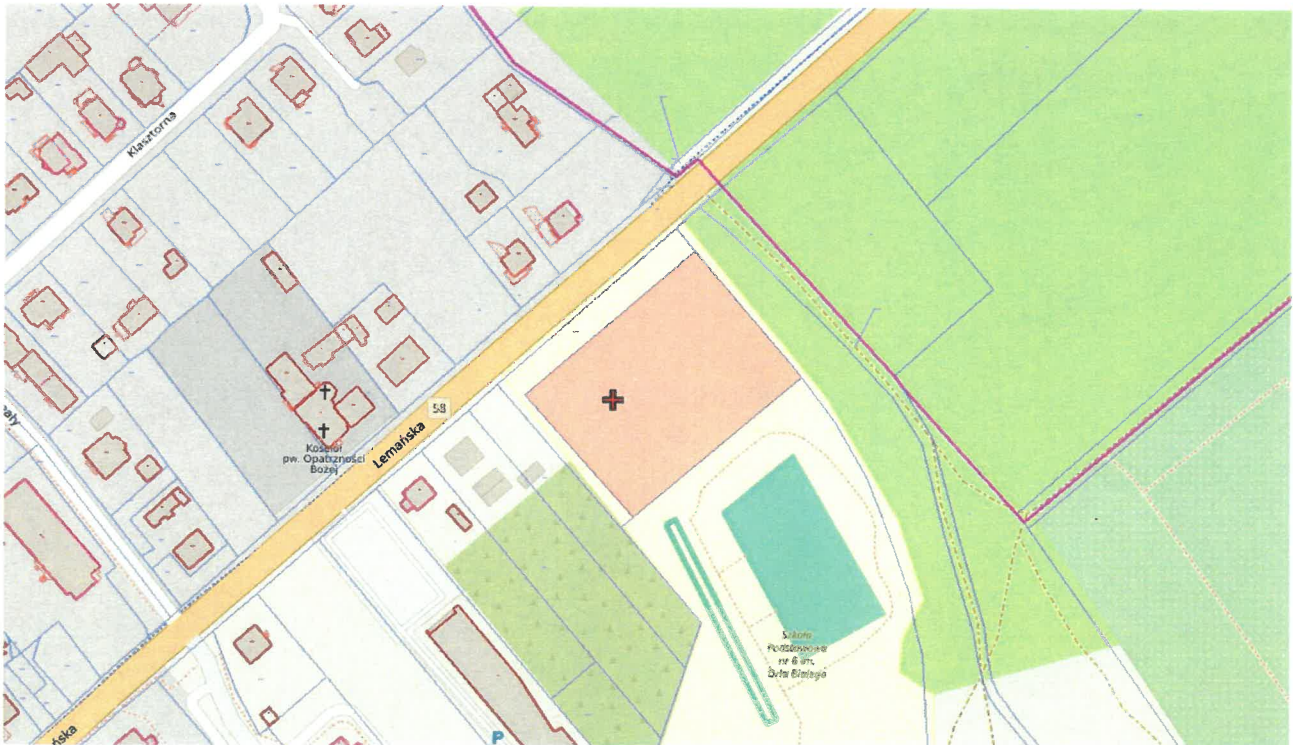 Klasztorna
58
Lemańska
Kościół
pw. Opatrzności
Bożej
Szkoła
Podstawowa
nr 6 im.
Orła Białego
P